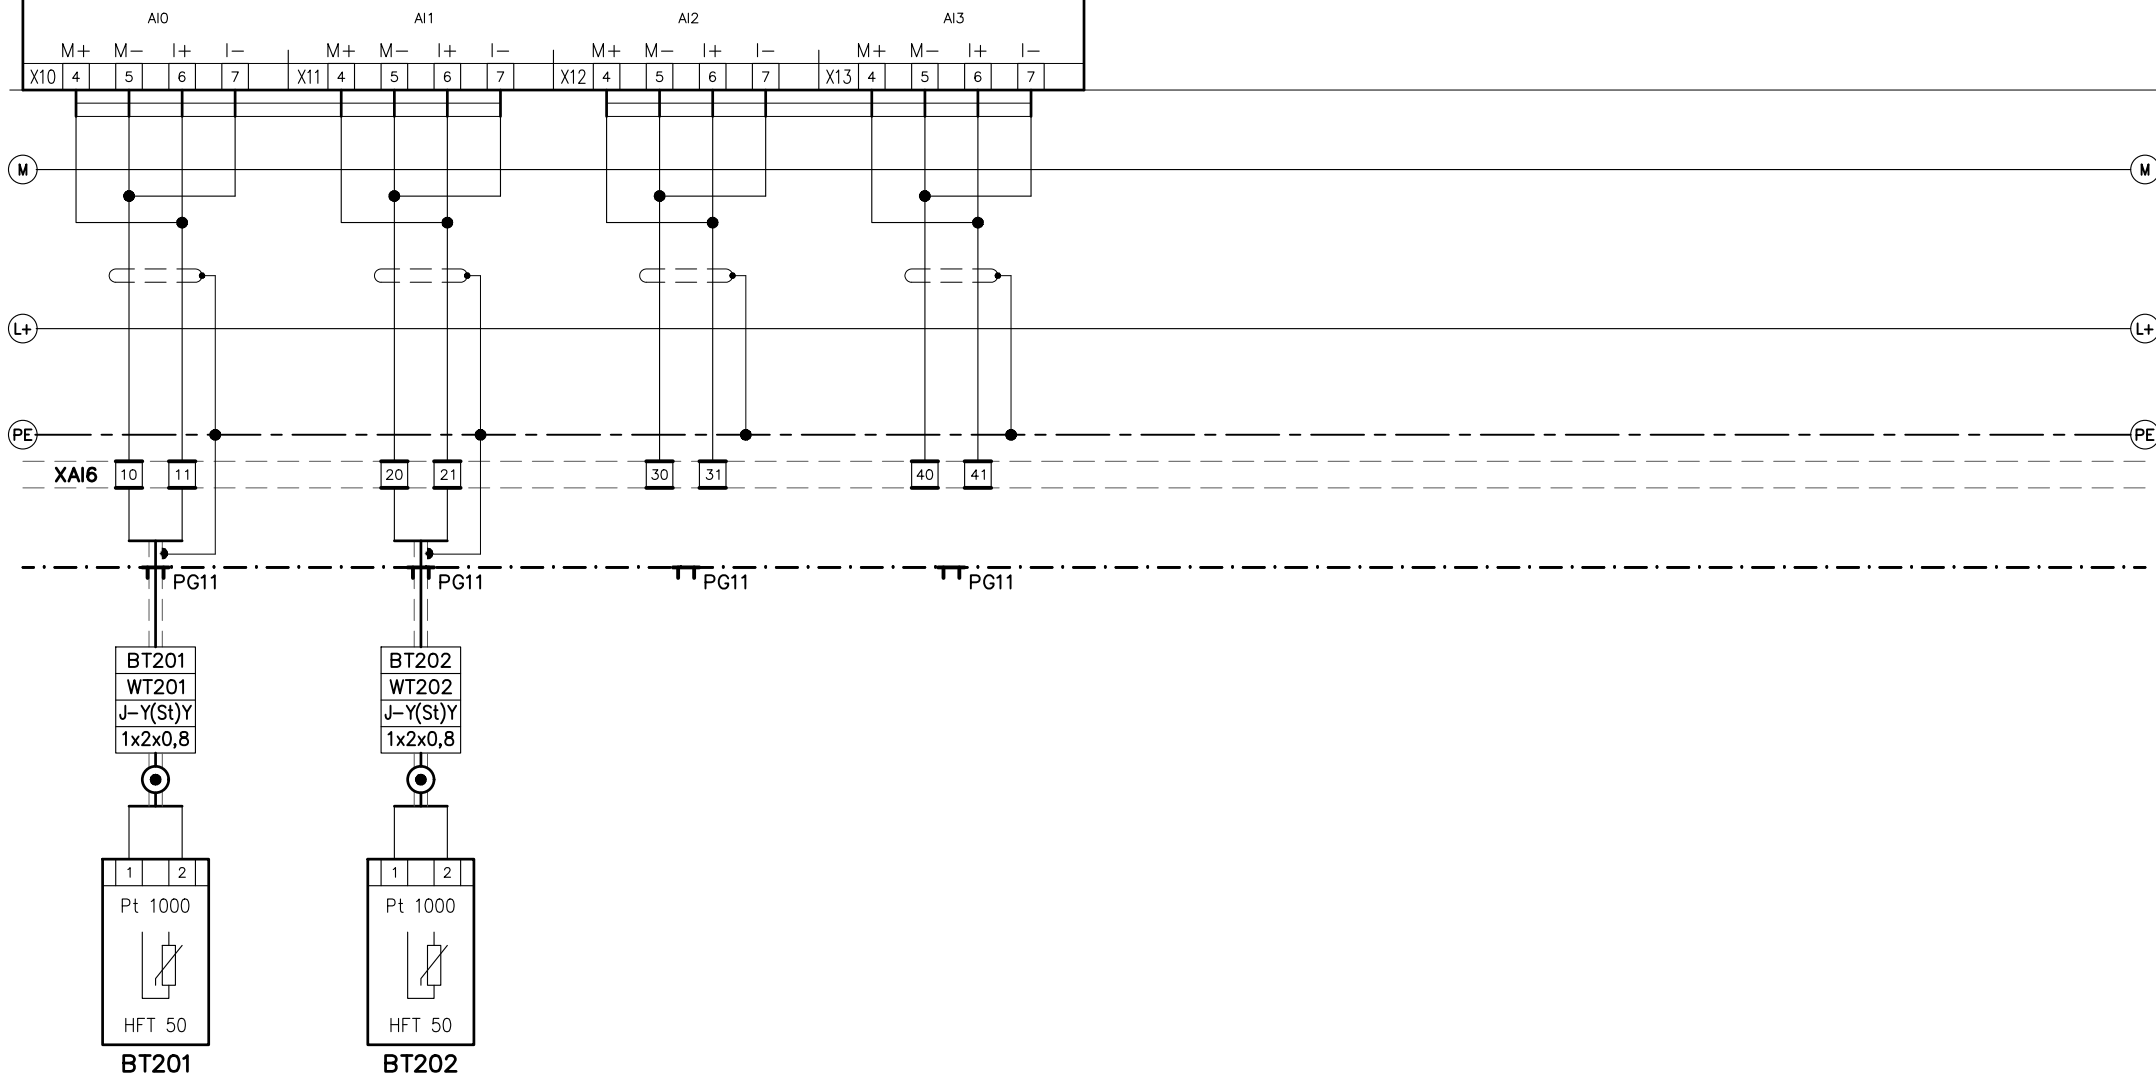 AI0 AI1 AI2 AI3
M+ M− I+ I− M+ M− I+ I− M+ M− I+ I− M+ M− I+ I−
X10 4 5 6 7 X11 4 5 6 7 X12 4 5 6 7 X13 4 5 6 7
M M
L+ L+
PE PE
XAI6 10 11 20 21 30 31 40 41
PG11 PG11 PG11 PG11
BT201 BT202
WT201 WT202
J−Y(St)Y J−Y(St)Y
1x2x0,8 1x2x0,8
1 2 1 2
Pt 1000 Pt 1000
HFT 50 HFT 50
BT201 BT202